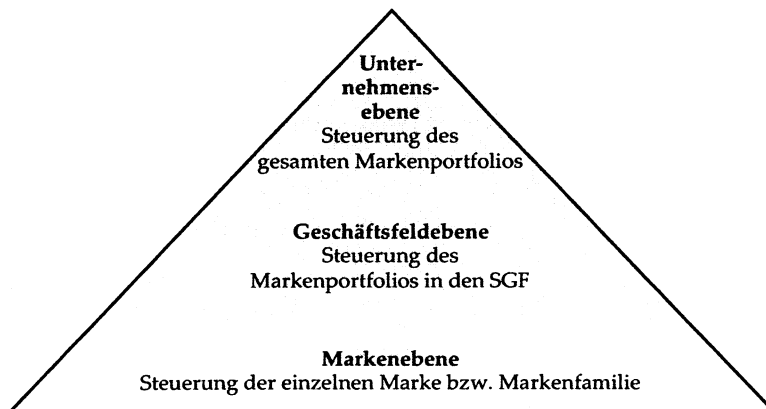 Unter-
nehmens-
ebene
Steuerung des
gesamten Markenportfolios
Geschäftsfeldebene
Steuerung des
Markenportfolios in den SGF
Markenebene
Steuerung der einzelnen Marke bzw. Markenfamilie